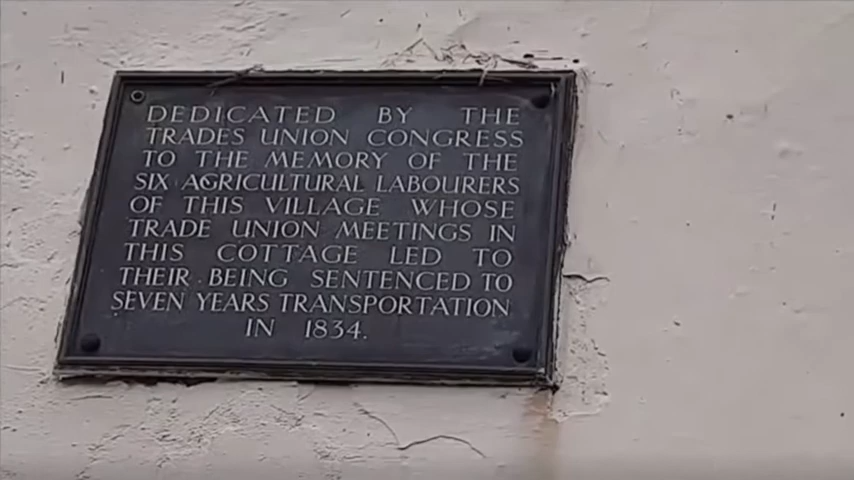 DEDICATED BY THE
TRADES UNION CONGRESS
TO THE MEMORY OF THE
SIX AGRICULTURAL LABOURERS
OF THIS VILLAGE WHOSE
TRADE UNION MEETINGS IN
THIS COTTAGE LED TO
THEIR BEING SENTENCED TO
SEVEN YEARS TRANSPORTATION
IN 1834.